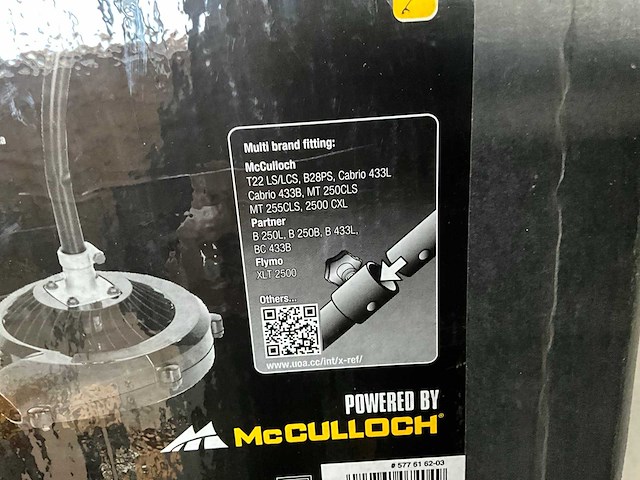 Multi brand fitting:
McCulloch
T22 LS/LCS, B28PS, Cabrio 433L
Cabrio 433B, MT 250CLS
MT 255CLS, 2500 CXL
Partner
B 250L, B 250B, B 433L,
BC 433B
Flymo
XLT 2500
Others...
www.uoa.cc/int/x-ref/
POWERED BY
McCULLOCH®
# 577 61 62-03